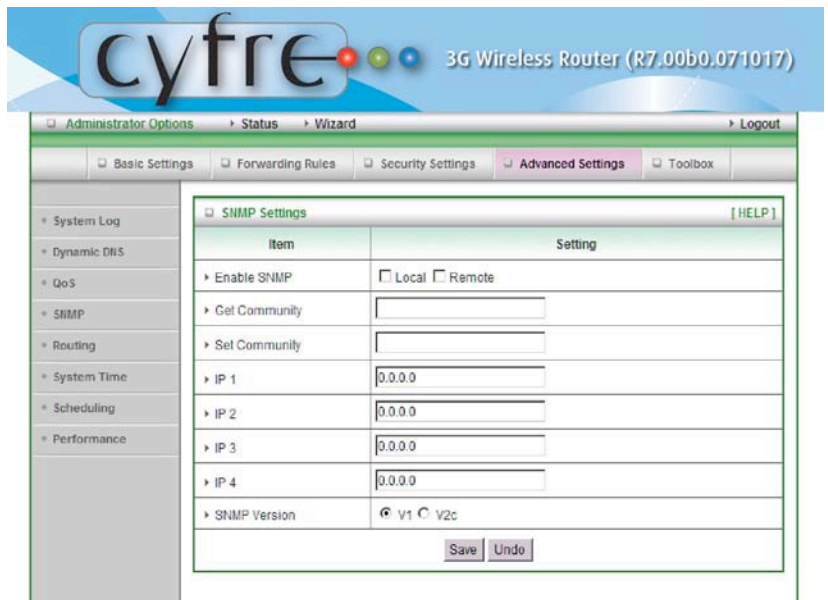 cyfre 3G Wireless Router (R7.00b0.071017)
Administrator Options Status Wizard Logout
Basic Settings Forwarding Rules Security Settings Advanced Settings Toolbox
System Log
Dynamic DNS
QoS
SNMP
Routing
System Time
Scheduling
Performance
SNMP Settings [HELP]
Item Setting
Enable SNMP Local Remote
Get Community
Set Community
IP 1 0.0.0.0
IP 2 0.0.0.0
IP 3 0.0.0.0
IP 4 0.0.0.0
SNMP Version V1 V2c
Save Undo